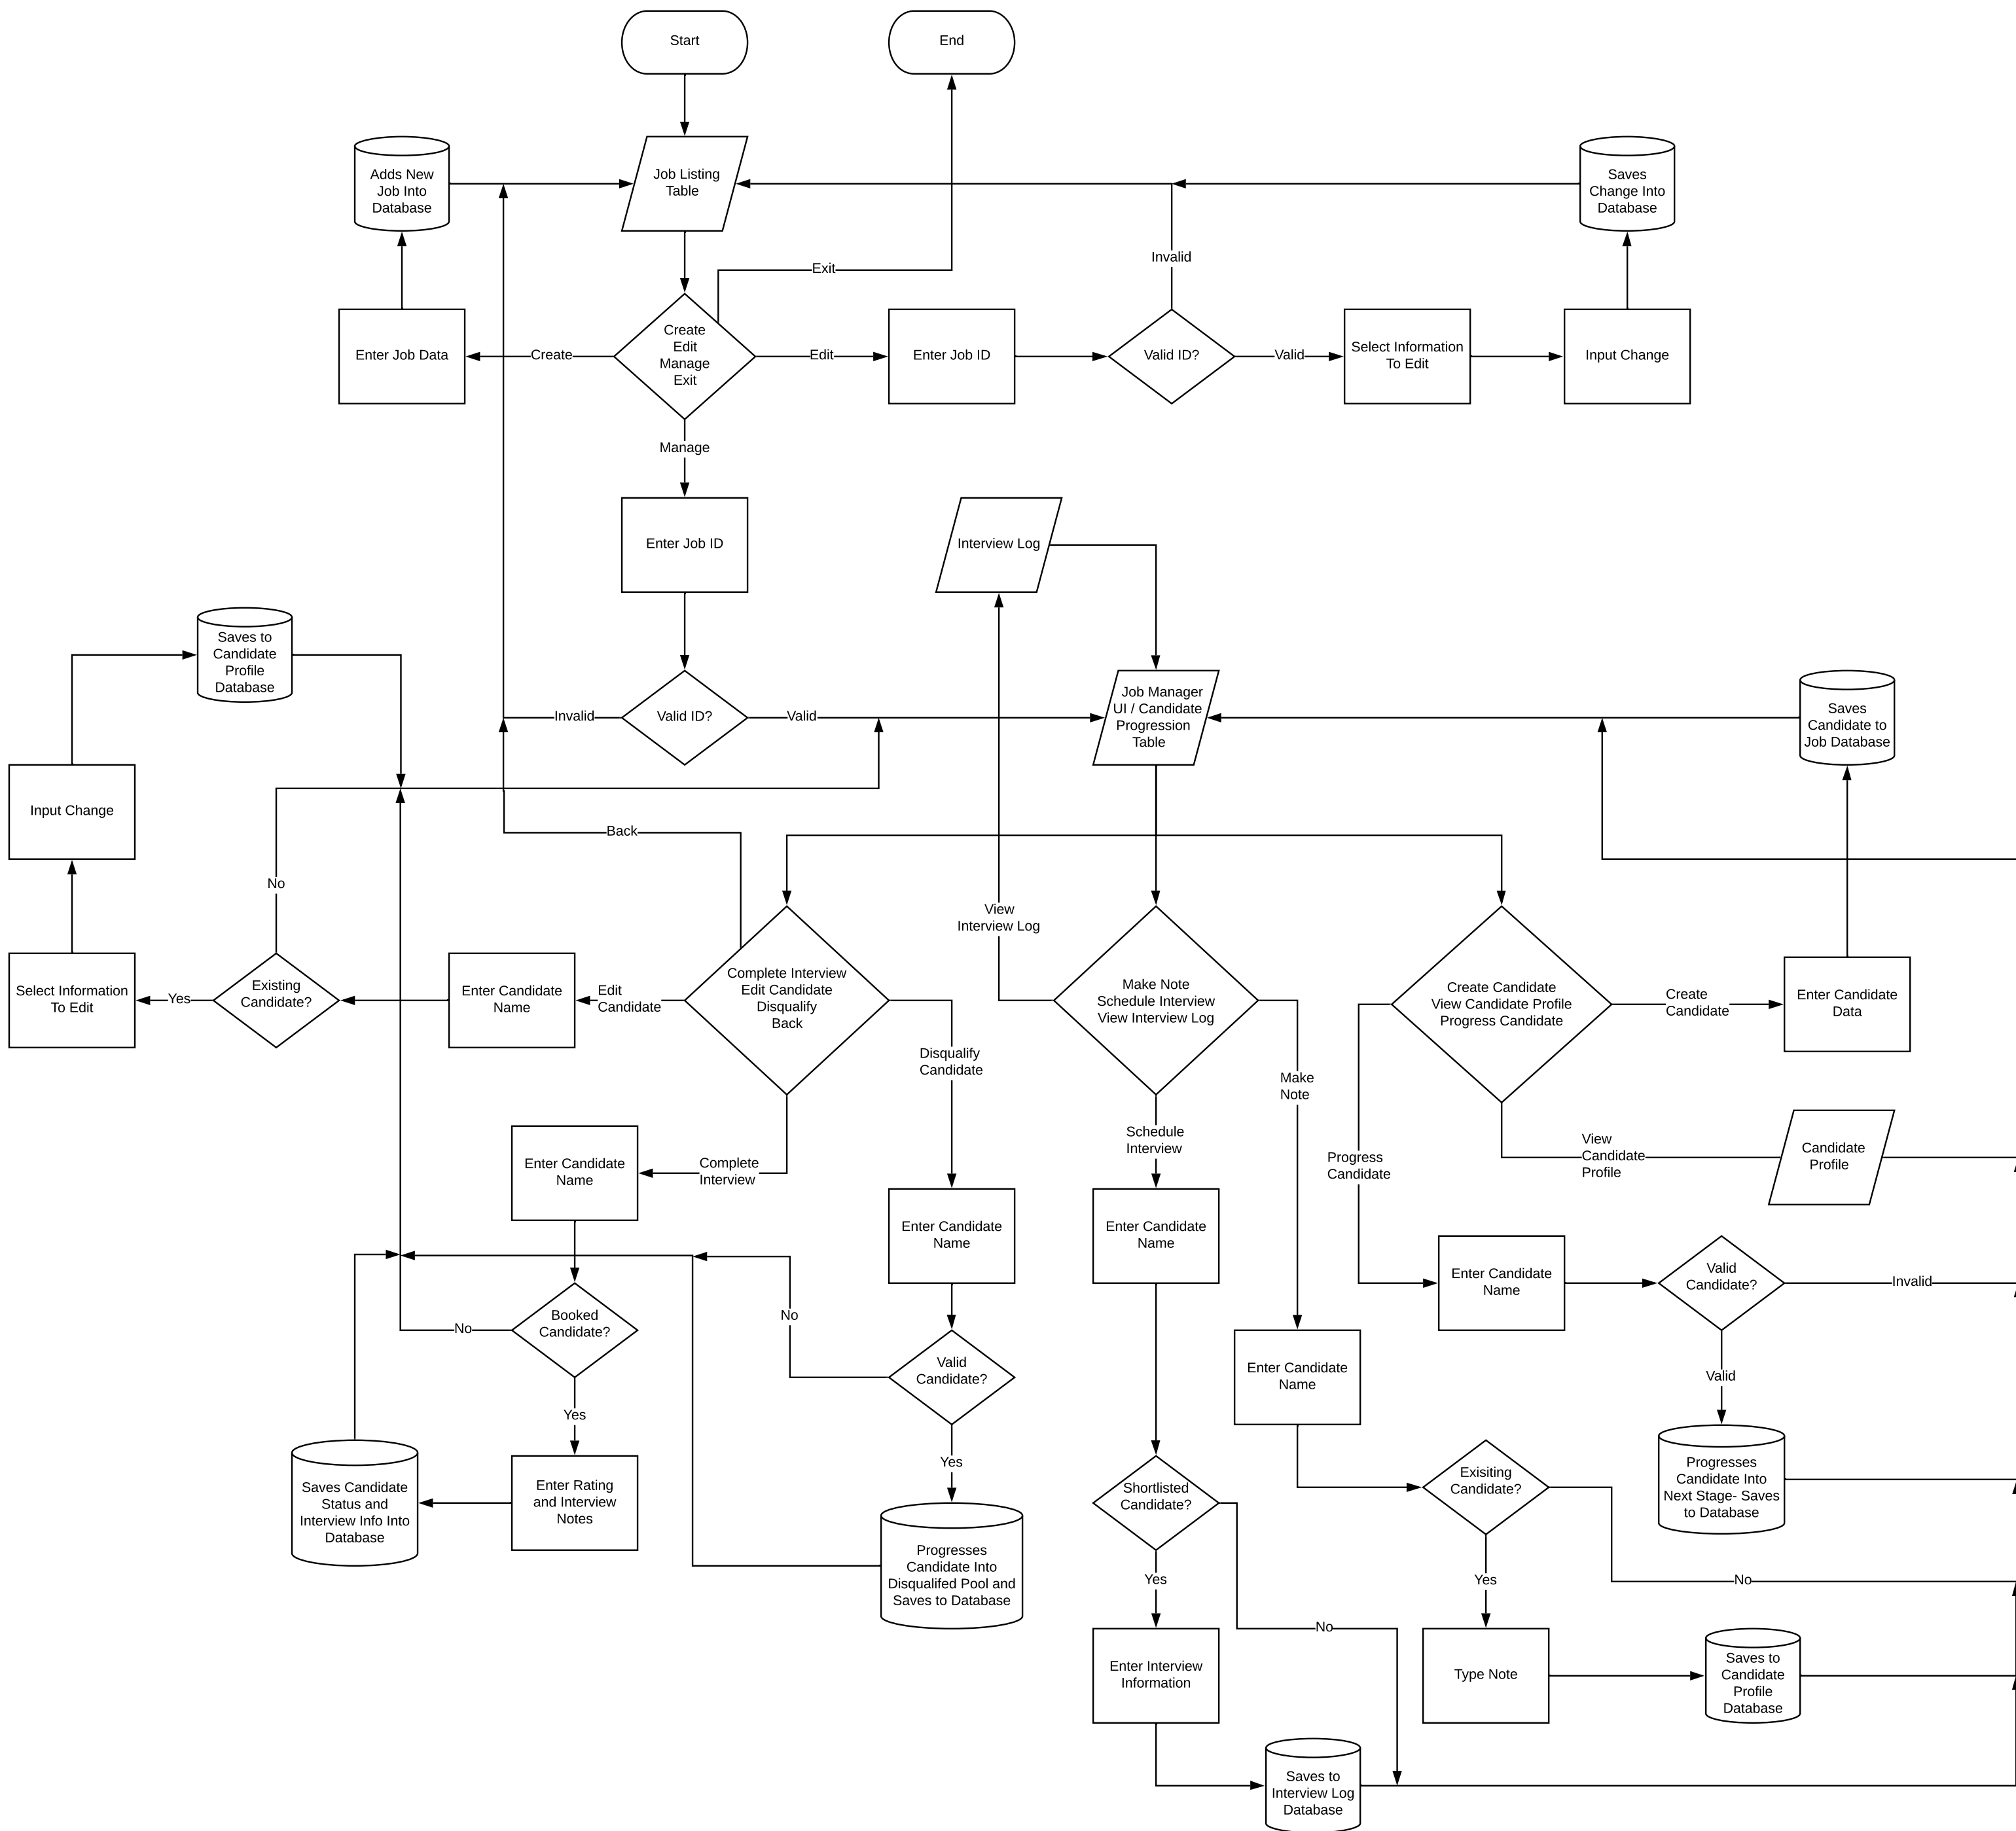 Start
End
Adds New
Job Into
Database
Job Listing
Table
Saves
Change Into
Database
Invalid
Exit
Enter Job Data
Create
Create
Edit
Manage
Exit
Edit
Enter Job ID
Valid ID?
Valid
Select Information
To Edit
Input Change
Manage
Enter Job ID
Interview Log
Saves to
Candidate
Profile
Database
Invalid
Valid ID?
Valid
Job Manager
UI / Candidate
Progression
Table
Saves
Candidate to
Job Database
Input Change
Back
No
View
Interview Log
Select Information
To Edit
Yes
Existing
Candidate?
Enter Candidate
Name
Edit
Candidate
Complete Interview
Edit Candidate
Disqualify
Back
Make Note
Schedule Interview
View Interview Log
Create Candidate
View Candidate Profile
Progress Candidate
Create
Candidate
Enter Candidate
Data
Disqualify
Candidate
Make
Note
Schedule
Interview
Progress
Candidate
View
Candidate
Profile
Candidate
Profile
Enter Candidate
Name
Complete
Interview
Enter Candidate
Name
Enter Candidate
Name
Enter Candidate
Name
Valid
Candidate?
Invalid
No
Booked
Candidate?
No
Valid
Candidate?
Enter Candidate
Name
Valid
Yes
Yes
Saves Candidate
Status and
Interview Info Into
Database
Enter Rating
and Interview
Notes
Shortlisted
Candidate?
Exisiting
Candidate?
Progresses
Candidate Into
Next Stage- Saves
to Database
Progresses
Candidate Into
Disqualifed Pool and
Saves to Database
Yes
Yes
No
No
Enter Interview
Information
Type Note
Saves to
Candidate
Profile
Database
Saves to
Interview Log
Database